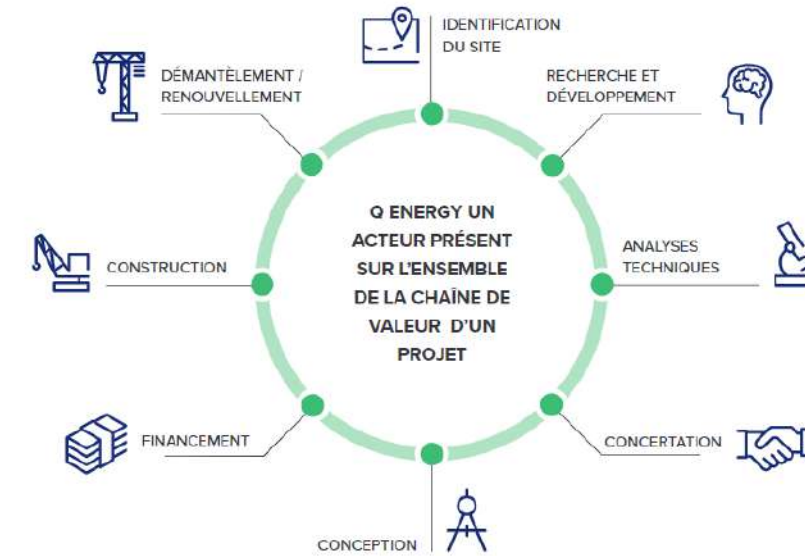 IDENTIFICATION
DU SITE
RECHERCHE ET
DÉVELOPPEMENT
ANALYSES
TECHNIQUES
CONCERTATION
CONCEPTION
FINANCEMENT
CONSTRUCTION
DÉMANTÈLEMENT /
RENOUVELLEMENT
Q ENERGY UN
ACTEUR PRÉSENT
SUR L'ENSEMBLE
DE LA CHAÎNE DE
VALEUR D'UN
PROJET